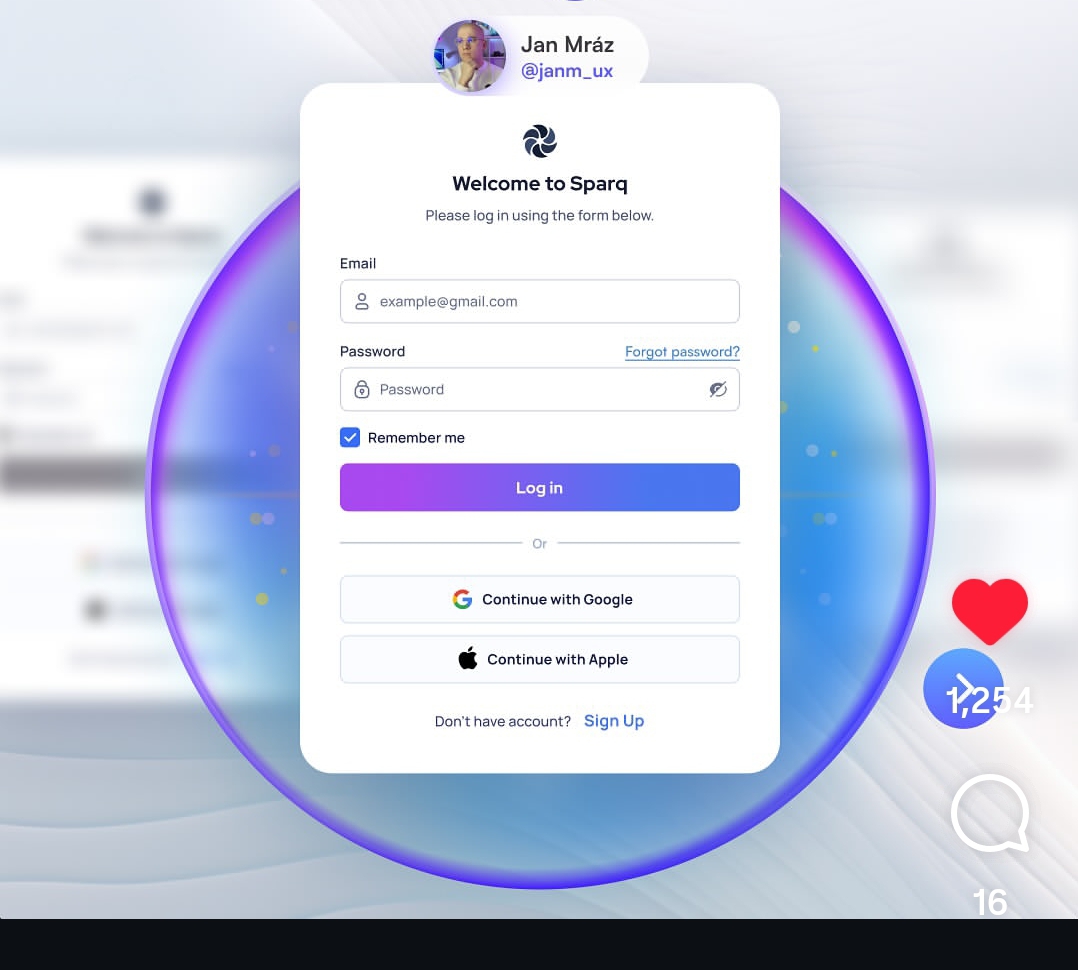 Jan Mráz
@janm_ux
Welcome to Sparq
Please log in using the form below.
Email
example@gmail.com
Password
Forgot password?
Password
Remember me
Log in
Or
Continue with Google
Continue with Apple
Don't have account? Sign Up
1,254
16